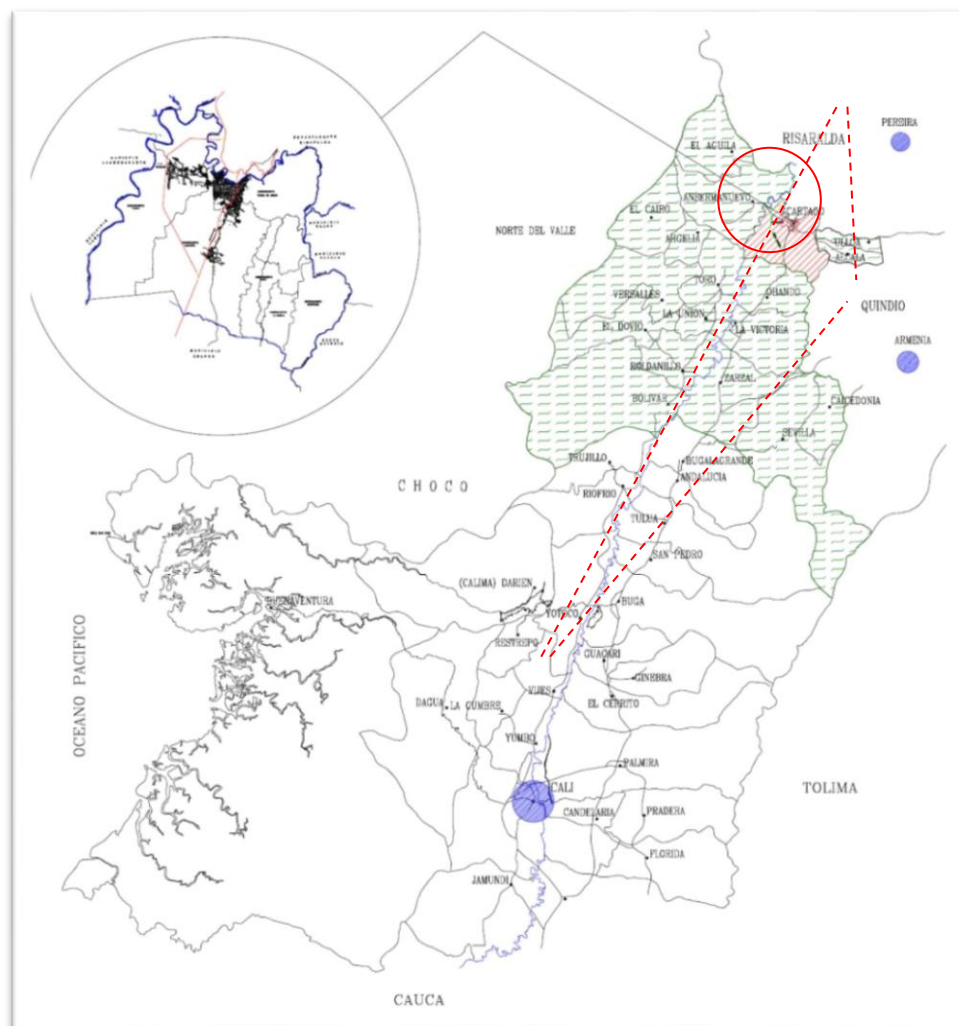 PEREIRA
RISARALDA
EL AGUILA
ANSERMANUEVO
EL CAIRO
CARTAGO
NORTE DEL VALLE
ARGELIA
ULLOA
ALCALA
TORO
VERSALLES
OBANDO
QUINDIO
LA UNION
EL DOVIO
LA VICTORIA
ARMENIA
ROLDANILLO
ZARZAL
BOLIVAR
CAICEDONIA
SEVILLA
TRUJILLO
BUGALAGRANDE
ANDALUCIA
CHOCO
RIOFRIO
TULUA
SAN PEDRO
(CALIMA) DARIEN
BUENAVENTURA
YOTOCO
BUGA
RESTREPO
GUACARI
OCEANO PACIFICO
GINEBRA
VIJES
DAGUA
LA CUMBRE
EL CERRITO
YUMBO
PALMIRA
CALI
TOLIMA
CANDELARIA
PRADERA
FLORIDA
JAMUNDI
CAUCA